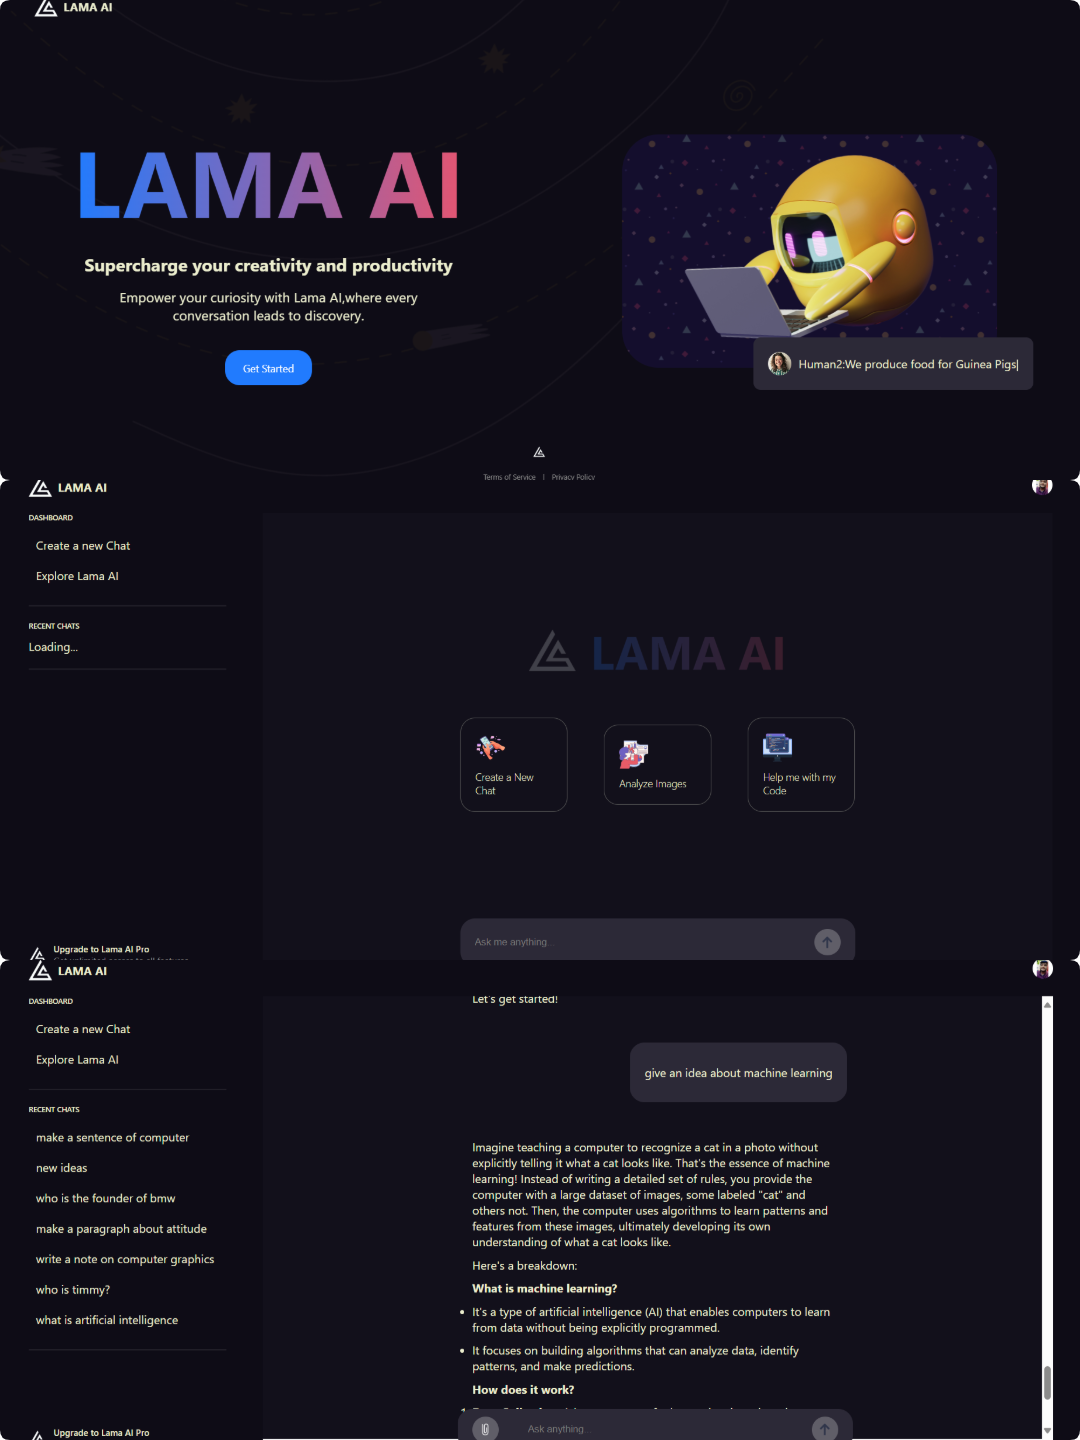 LAMA AI
LAMA AI
Supercharge your creativity and productivity
Empower your curiosity with Lama AI,where every
conversation leads to discovery.
Get Started
Human2:We produce food for Guinea Pigs|
Terms of Service | Privacy Policy
LAMA AI
DASHBOARD
Create a new Chat
Explore Lama AI
RECENT CHATS
Loading...
LAMA AI
Create a New
Chat
Analyze Images
Help me with my
Code
Ask me anything...
Upgrade to Lama AI Pro
Get unlimited access to all features
LAMA AI
DASHBOARD
Create a new Chat
Explore Lama AI
RECENT CHATS
make a sentence of computer
new ideas
who is the founder of bmw
make a paragraph about attitude
write a note on computer graphics
who is timmy?
what is artificial intelligence
Upgrade to Lama AI Pro
Let's get started!
give an idea about machine learning
Imagine teaching a computer to recognize a cat in a photo without
explicitly telling it what a cat looks like. That's the essence of machine
learning! Instead of writing a detailed set of rules, you provide the
computer with a large dataset of images, some labeled "cat" and
others not. Then, the computer uses algorithms to learn patterns and
features from these images, ultimately developing its own
understanding of what a cat looks like.
Here's a breakdown:
What is machine learning?
• It's a type of artificial intelligence (AI) that enables computers to learn
from data without being explicitly programmed.
• It focuses on building algorithms that can analyze data, identify
patterns, and make predictions.
How does it work?
Ask anything...